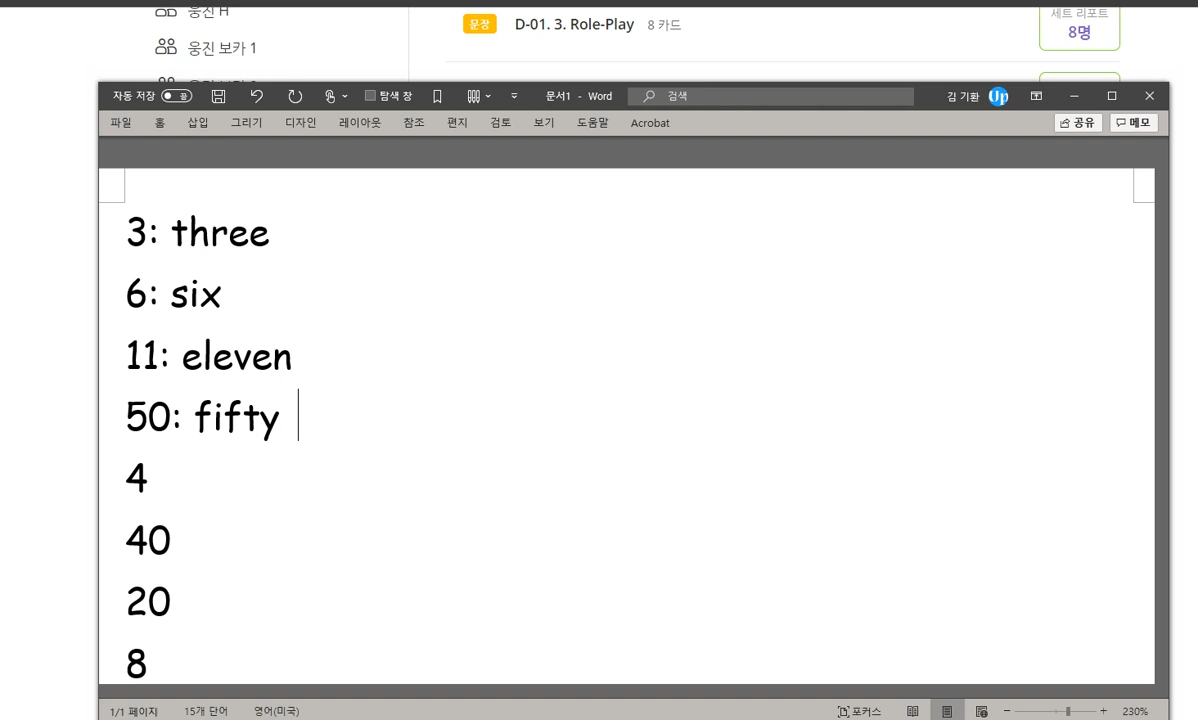 웅진 H
웅진 보카 1
문장 D-01. 3. Role-Play 8 카드
세트 리포트
8명
자동 저장 끔 탐색 창 문서1 - Word 검색 김 기환 Up
파일 홈 삽입 그리기 디자인 레이아웃 참조 편지 검토 보기 도움말 Acrobat 공유 메모
3: three
6: six
11: eleven
50: fifty
4
40
20
8
1/1 페이지 15개 단어 영어(미국) 포커스 230%